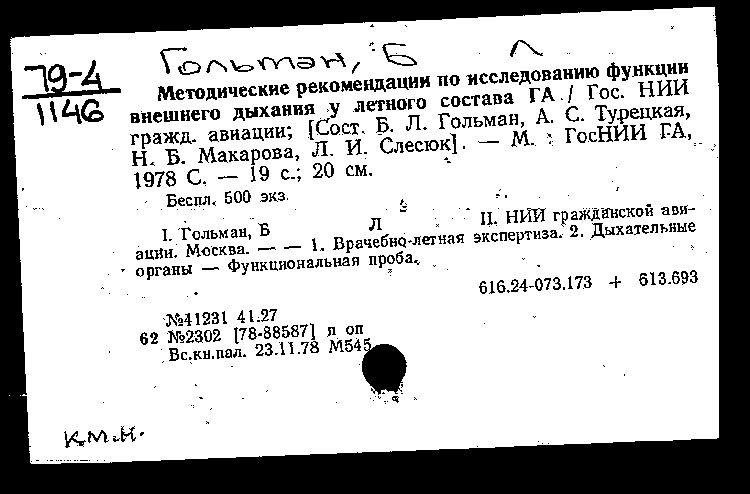 Гольман, Б Л
79-4
1146
Методические рекомендации по исследованию функции
внешнего дыхания у летного состава ГА / Гос. НИИ
гражд. авиации; [Сост. Б. Л. Гольман, А. С. Турецкая,
Н. Б. Макарова, Л. И. Слесюк]. — М. : ГосНИИ ГА,
1978 С. — 19 с.; 20 см.
Беспл. 500 экз.
I. Гольман, Б Л II. НИИ гражданской ави-
ации. Москва. — — 1. Врачебно-летная экспертиза. 2. Дыхательные
органы — Функциональная проба.
616.24-073.173 + 613.693
№41231 41.27
62 №2302 [78-88587] п оп
Вс.кн.пал. 23.11.78 М545
К.М.Н.